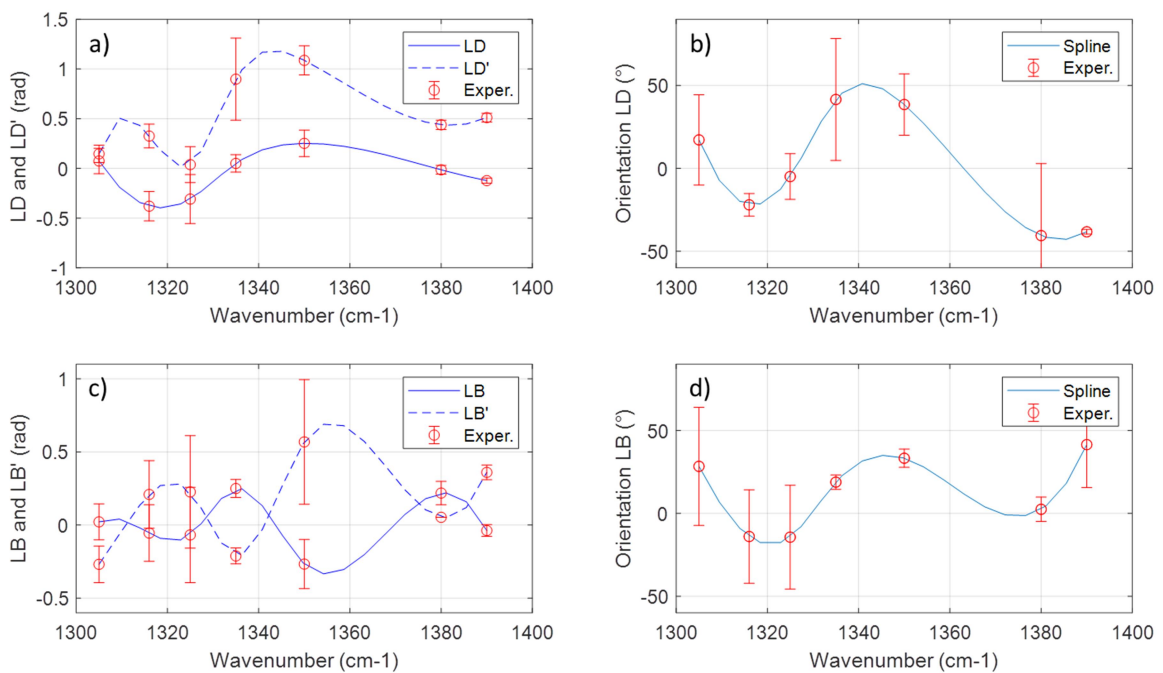 a)
LD and LD' (rad)
1.5
1
0.5
0
-0.5
-1
LD
LD'
Exper.
1300 1320 1340 1360 1380 1400
Wavenumber (cm-1)
b)
Orientation LD (°)
50
0
-50
Spline
Exper.
1300 1320 1340 1360 1380 1400
Wavenumber (cm-1)
c)
LB and LB' (rad)
1
0.5
0
-0.5
LB
LB'
Exper.
1300 1320 1340 1360 1380 1400
Wavenumber (cm-1)
d)
Orientation LB (°)
50
0
-50
Spline
Exper.
1300 1320 1340 1360 1380 1400
Wavenumber (cm-1)